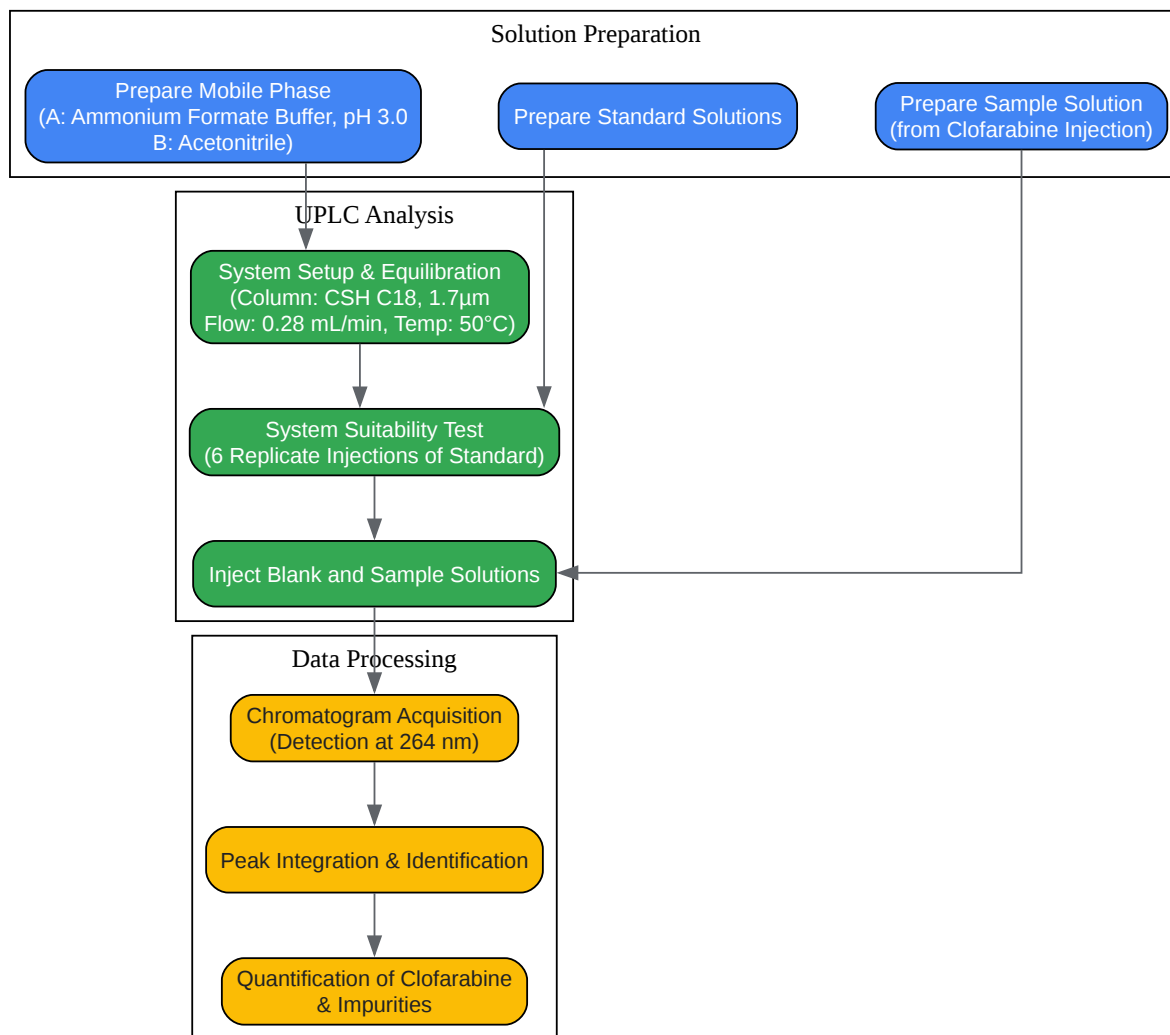 Solution Preparation
Prepare Mobile Phase
(A: Ammonium Formate Buffer, pH 3.0
B: Acetonitrile)
Prepare Standard Solutions
Prepare Sample Solution
(from Clofarabine Injection)
UPLC Analysis
System Setup & Equilibration
(Column: CSH C18, 1.7µm
Flow: 0.28 mL/min, Temp: 50°C)
System Suitability Test
(6 Replicate Injections of Standard)
Inject Blank and Sample Solutions
Data Processing
Chromatogram Acquisition
(Detection at 264 nm)
Peak Integration & Identification
Quantification of Clofarabine
& Impurities